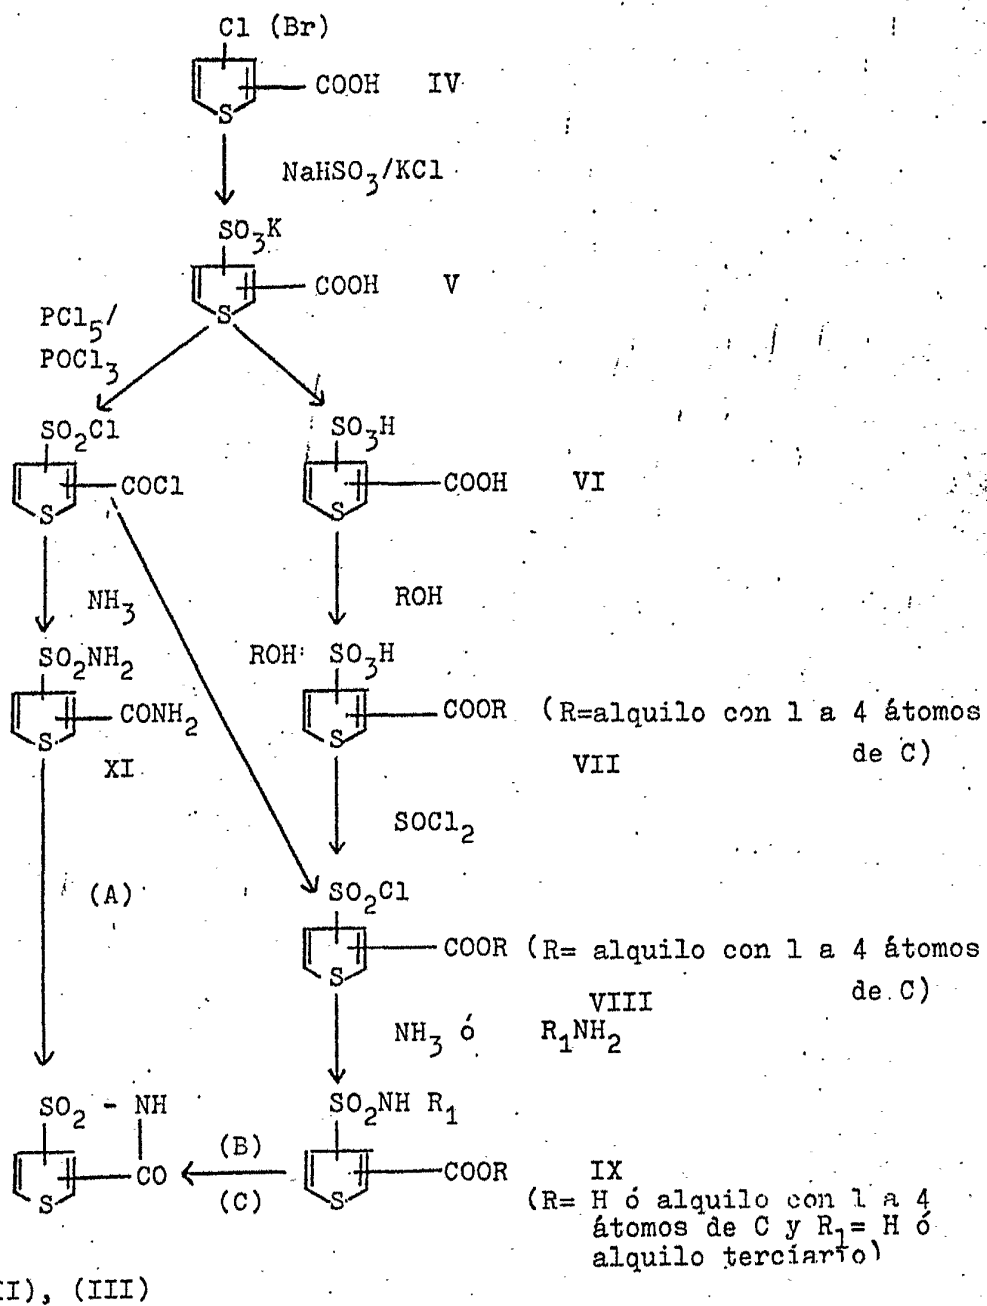 Cl (Br)
COOH IV
S
NaHSO3/KCl
SO3K
COOH V
S
PCl5/
POCl3
SO2Cl
COCl
S
SO3H
COOH VI
S
NH3
ROH
SO2NH2
CONH2
S
XI
ROH SO3H
COOR (R=alquilo con 1 a 4 átomos
de C)
S
VII
SOCl2
(A)
SO2Cl
COOR (R= alquilo con 1 a 4 átomos
de C)
S
VIII
NH3 ó R1NH2
SO2 - NH
CO
S
(B)
(C)
SO2NH R1
COOR IX
S
(R= H ó alquilo con 1 a 4
átomos de C y R1= H ó
alquilo terciario)
II), (III)